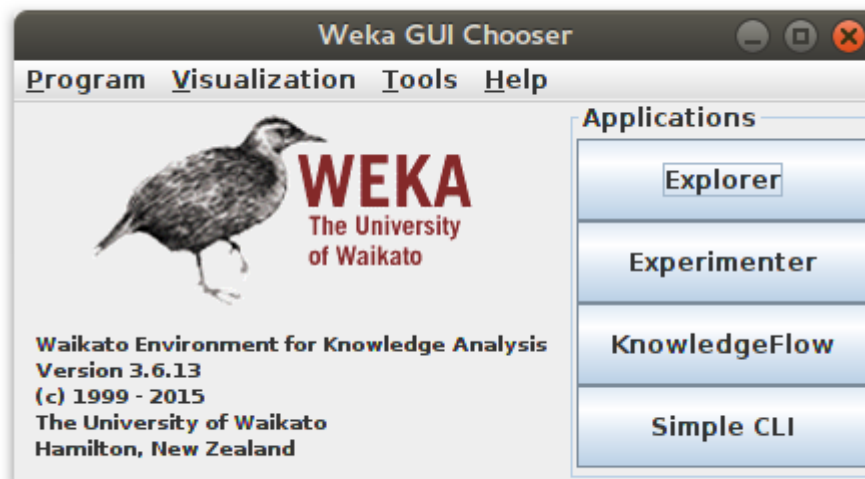 Weka GUI Chooser
Program Visualization Tools Help
Applications
WEKA
The University
of Waikato
Explorer
Experimenter
KnowledgeFlow
Simple CLI
Waikato Environment for Knowledge Analysis
Version 3.6.13
(c) 1999 - 2015
The University of Waikato
Hamilton, New Zealand